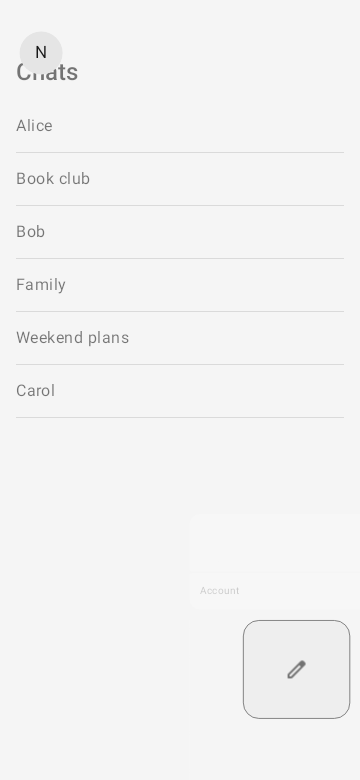 N
Chats
Alice
Book club
Bob
Family
Weekend plans
Carol
Account